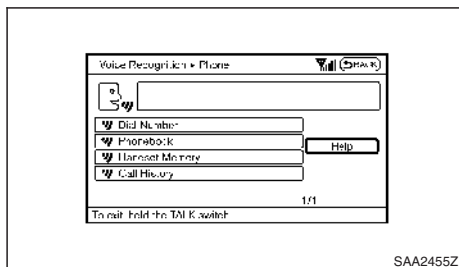 Voice Recognition ▸ Phone
BACK
Dial Number
Phonebook
Help
Handset Memory
Call History
1/1
To exit, hold the TALK switch
SAA2455Z